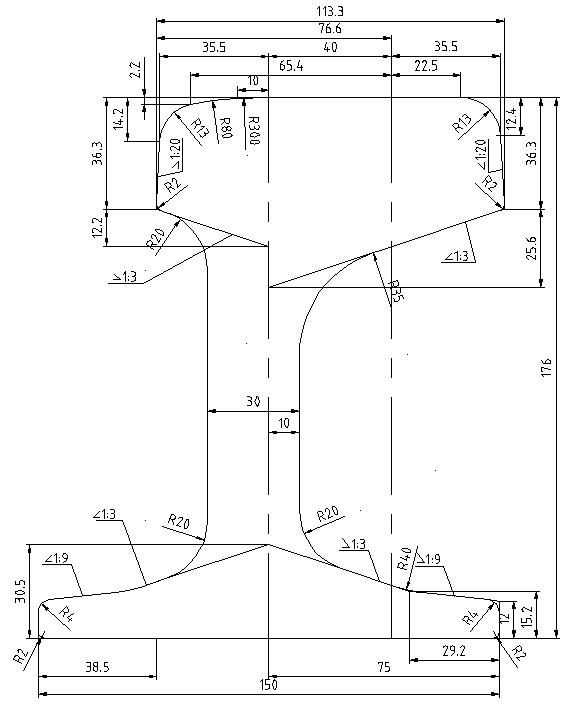 113.3
76.6
35.5 40 35.5
65.4 22.5
2.2 10
14.2 R13 R80 R300 R13 12.4
36.3 ∠1:20 ∠1:20 36.3
R2 R2
12.2 R20 ∠1:3 25.6
∠1:3 R35
176
30
10
∠1:3 R20 R20
∠1:9 ∠1:3 R40 ∠1:9
30.5 R4 R4 12 15.2
R2 29.2 R2
38.5 75
150